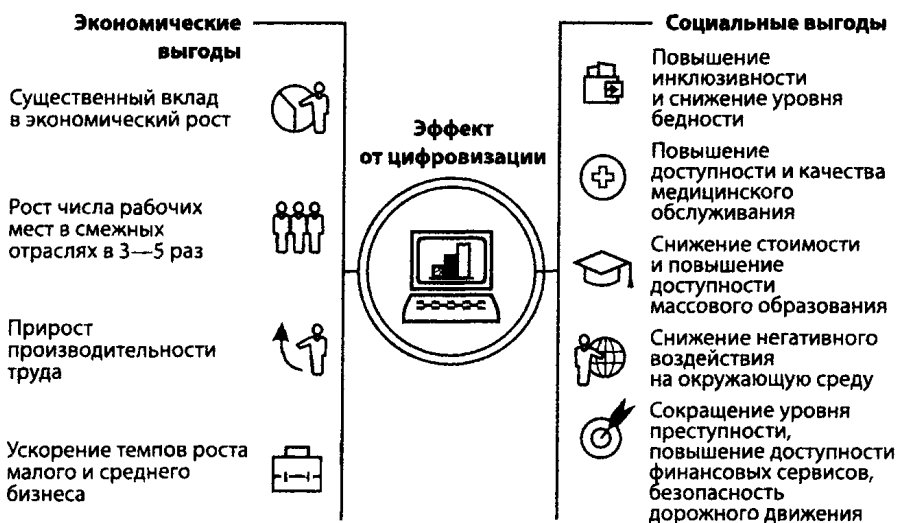 Экономические
выгоды
Существенный вклад
в экономический рост
Рост числа рабочих
мест в смежных
отраслях в 3—5 раз
Прирост
производительности
труда
Ускорение темпов роста
малого и среднего
бизнеса
Эффект
от цифровизации
Социальные выгоды
Повышение
инклюзивности
и снижение уровня
бедности
Повышение
доступности и качества
медицинского
обслуживания
Снижение стоимости
и повышение
доступности
массового образования
Снижение негативного
воздействия
на окружающую среду
Сокращение уровня
преступности,
повышение доступности
финансовых сервисов,
безопасность
дорожного движения